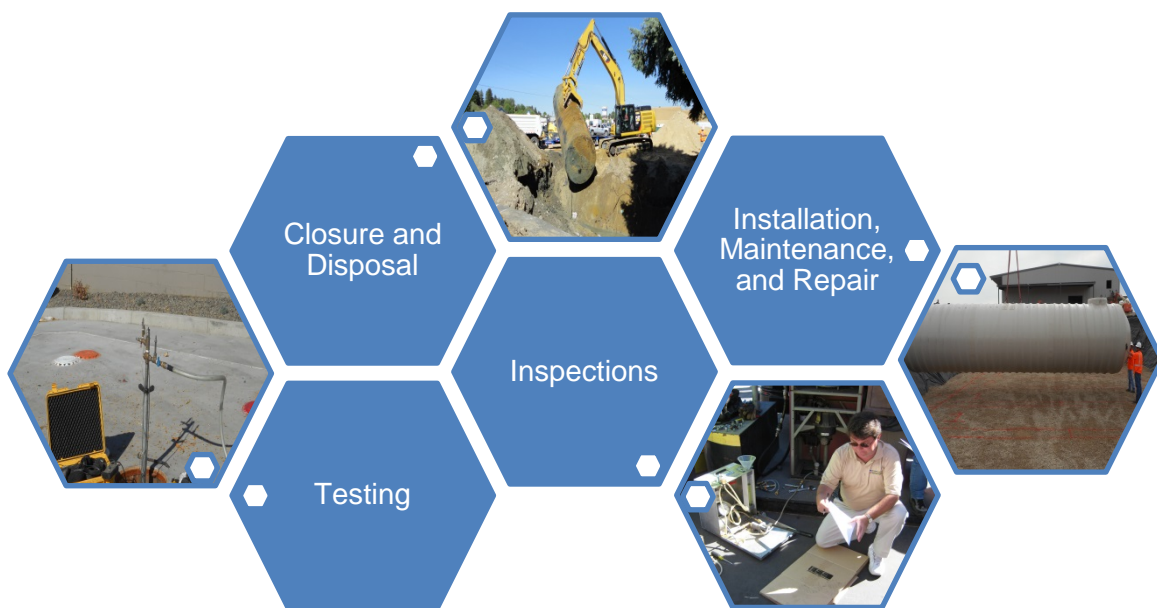 Closure and
Disposal
Installation,
Maintenance,
and Repair
Inspections
Testing